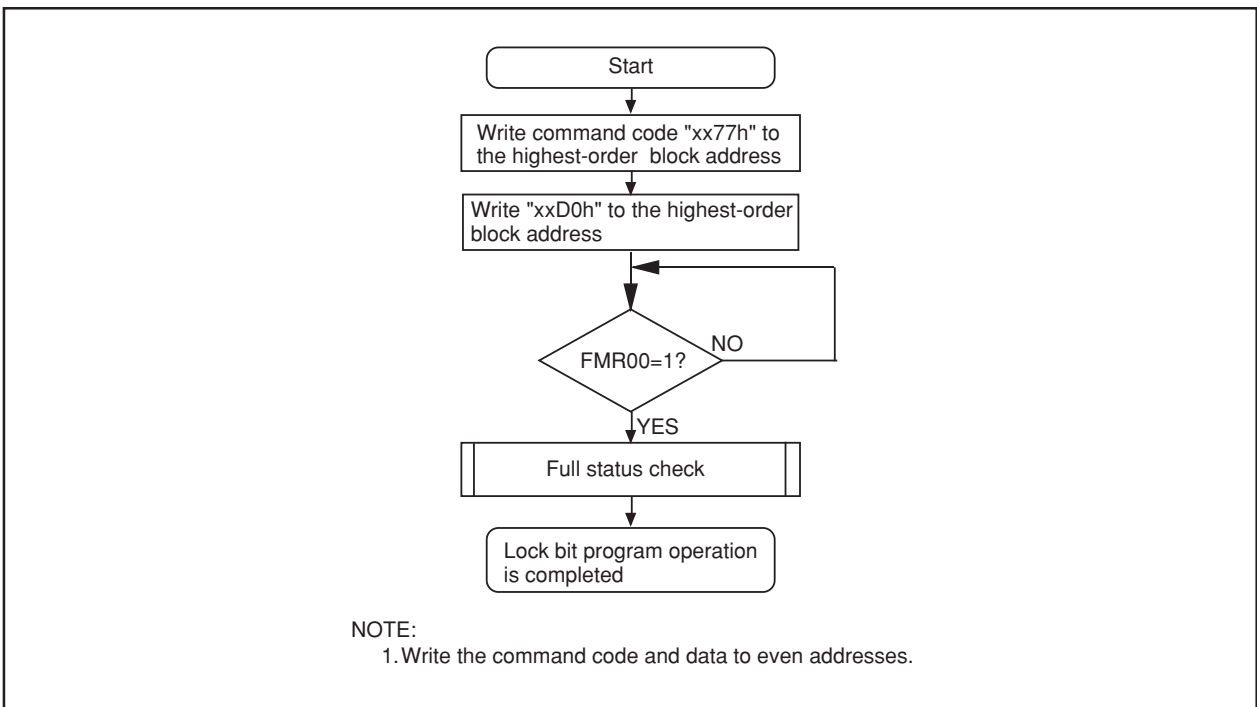 Start
Write command code "xx77h" to
the highest-order block address
Write "xxD0h" to the highest-order
block address
FMR00=1?
NO
YES
Full status check
Lock bit program operation
is completed
NOTE:
1. Write the command code and data to even addresses.